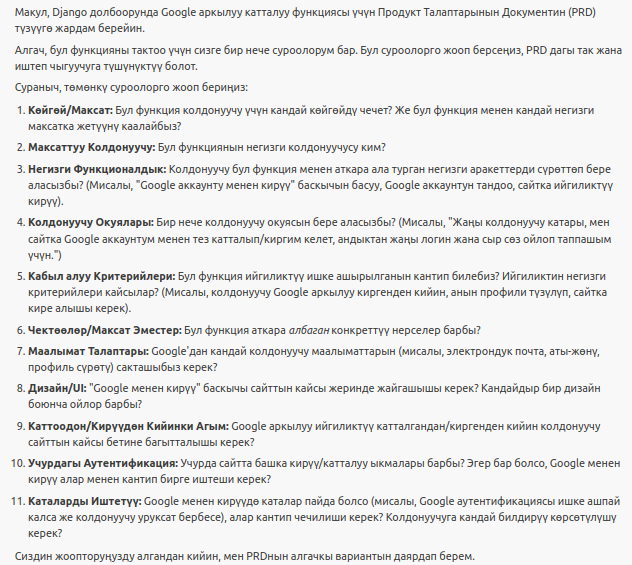 Макул, Django долбоорунда Google аркылуу катталуу функциясы үчүн Продукт Талаптарынын Документин (PRD)
түзүүгө жардам берейин.
Алгач, бул функцияны тактоо үчүн сизге бир нече суроолорум бар. Бул суроолорго жооп берсеңиз, PRD дагы так жана
иштеп чыгуучуга түшүнүктүү болот.
Сураныч, төмөнкү суроолорго жооп бериңиз:
1. Көйгөй/Максат: Бул функция колдонуучу үчүн кандай көйгөйдү чечет? Же бул функция менен кандай негизги
максатка жетүүнү каалайбыз?
2. Максаттуу Колдонуучу: Бул функциянын негизги колдонуучусу ким?
3. Негизги Функционалдык: Колдонуучу бул функция менен аткара ала турган негизги аракеттерди сүрөттөп бере
аласызбы? (Мисалы, "Google аккаунту менен кирүү" баскычын басуу, Google аккаунтун тандоо, сайтка ийгиликтүү
кирүү).
4. Колдонуучу Окуялары: Бир нече колдонуучу окуясын бере аласызбы? (Мисалы, "Жаңы колдонуучу катары, мен
сайтка Google аккаунтум менен тез катталып/киргим келет, андыктан жаңы логин жана сыр сөз ойлоп таппашым
үчүн.")
5. Кабыл алуу Критерийлери: Бул функция ийгиликтүү ишке ашырылганын кантип билебиз? Ийгиликтин негизги
критерийлери кайсылар? (Мисалы, колдонуучу Google аркылуу киргенден кийин, анын профили түзүлүп, сайтка
кире алышы керек).
6. Чектөөлөр/Максат Эместер: Бул функция аткара албаган конкреттүү нерселер барбы?
7. Маалымат Талаптары: Google'дан кандай колдонуучу маалыматтарын (мисалы, электрондук почта, аты-жөнү,
профиль сүрөтү) сакташыбыз керек?
8. Дизайн/UI: "Google менен кирүү" баскычы сайттын кайсы жеринде жайгашышы керек? Кандайдыр бир дизайн
боюнча ойлор барбы?
9. Каттоодон/Кирүүдөн Кийинки Агым: Google аркылуу ийгиликтүү катталгандан/киргенден кийин колдонуучу
сайттын кайсы бетине багытталышы керек?
10. Учурдагы Аутентификация: Учурда сайтта башка кирүү/катталуу ыкмалары барбы? Эгер бар болсо, Google менен
кирүү алар менен кантип бирге иштеши керек?
11. Каталарды Иштетүү: Google менен кирүүдө каталар пайда болсо (мисалы, Google аутентификациясы ишке ашпай
калса же колдонуучу уруксат бербесе), алар кантип чечилиши керек? Колдонуучуга кандай билдирүү көрсөтүлүшү
керек?
Сиздин жоопторуңузду алгандан кийин, мен PRDнын алгачкы вариантын даярдап берем.